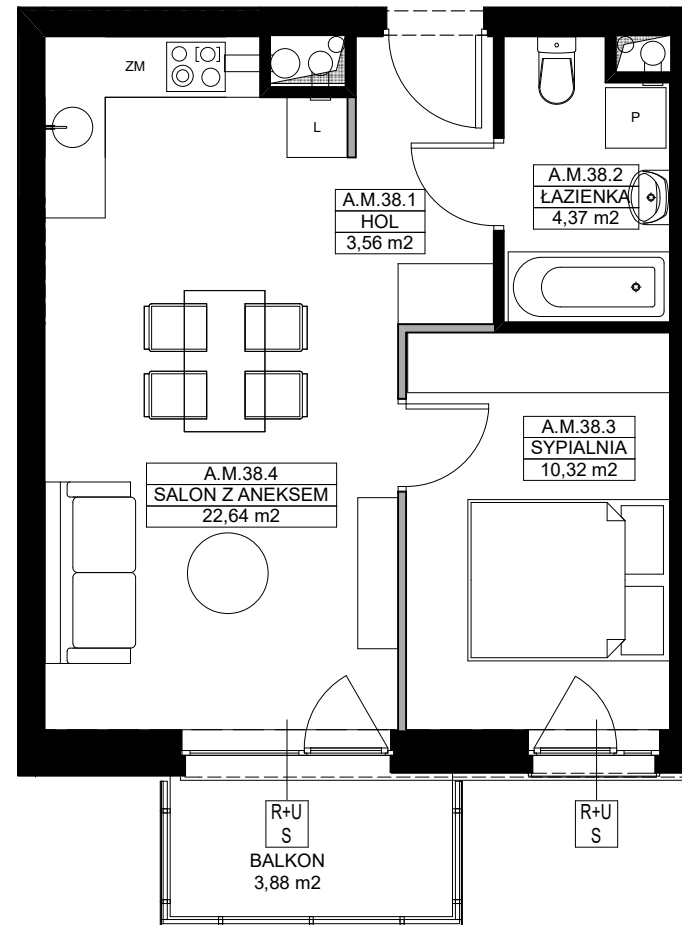 ZM
L
P
A.M.38.1
HOL
3,56 m2
A.M.38.2
ŁAZIENKA
4,37 m2
A.M.38.3
SYPIALNIA
10,32 m2
A.M.38.4
SALON Z ANEKSEM
22,64 m2
R+U
S
R+U
S
BALKON
3,88 m2